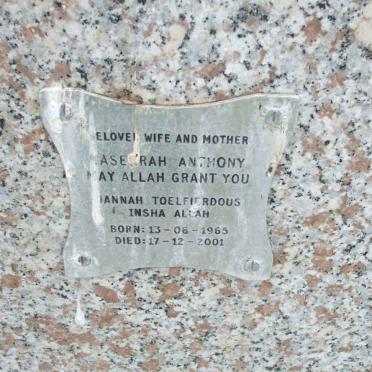 BELOVED WIFE AND MOTHER
ANTHONY
MAY ALLAH GRANT YOU
JANNAH TOELFIERDOUS
INSHA ALLAH
BORN: 13-06-1965
DIED: 17-12-2001